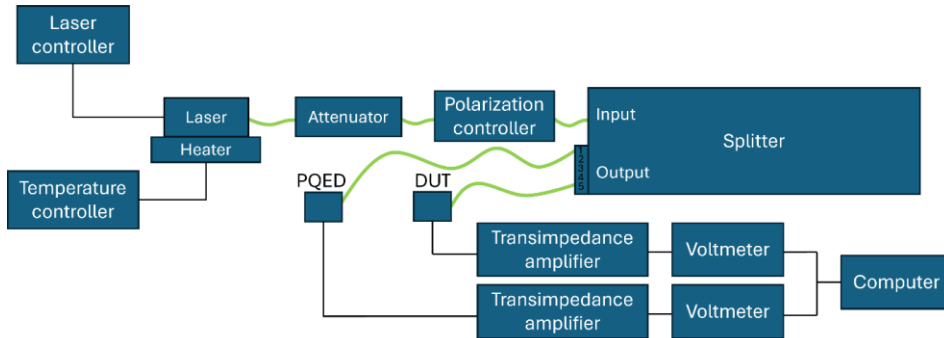 Laser
controller
Laser
Heater
Attenuator
Polarization
controller
Input
Splitter
Output
1
2
3
4
5
Temperature
controller
PQED
DUT
Transimpedance
amplifier
Voltmeter
Computer
Transimpedance
amplifier
Voltmeter